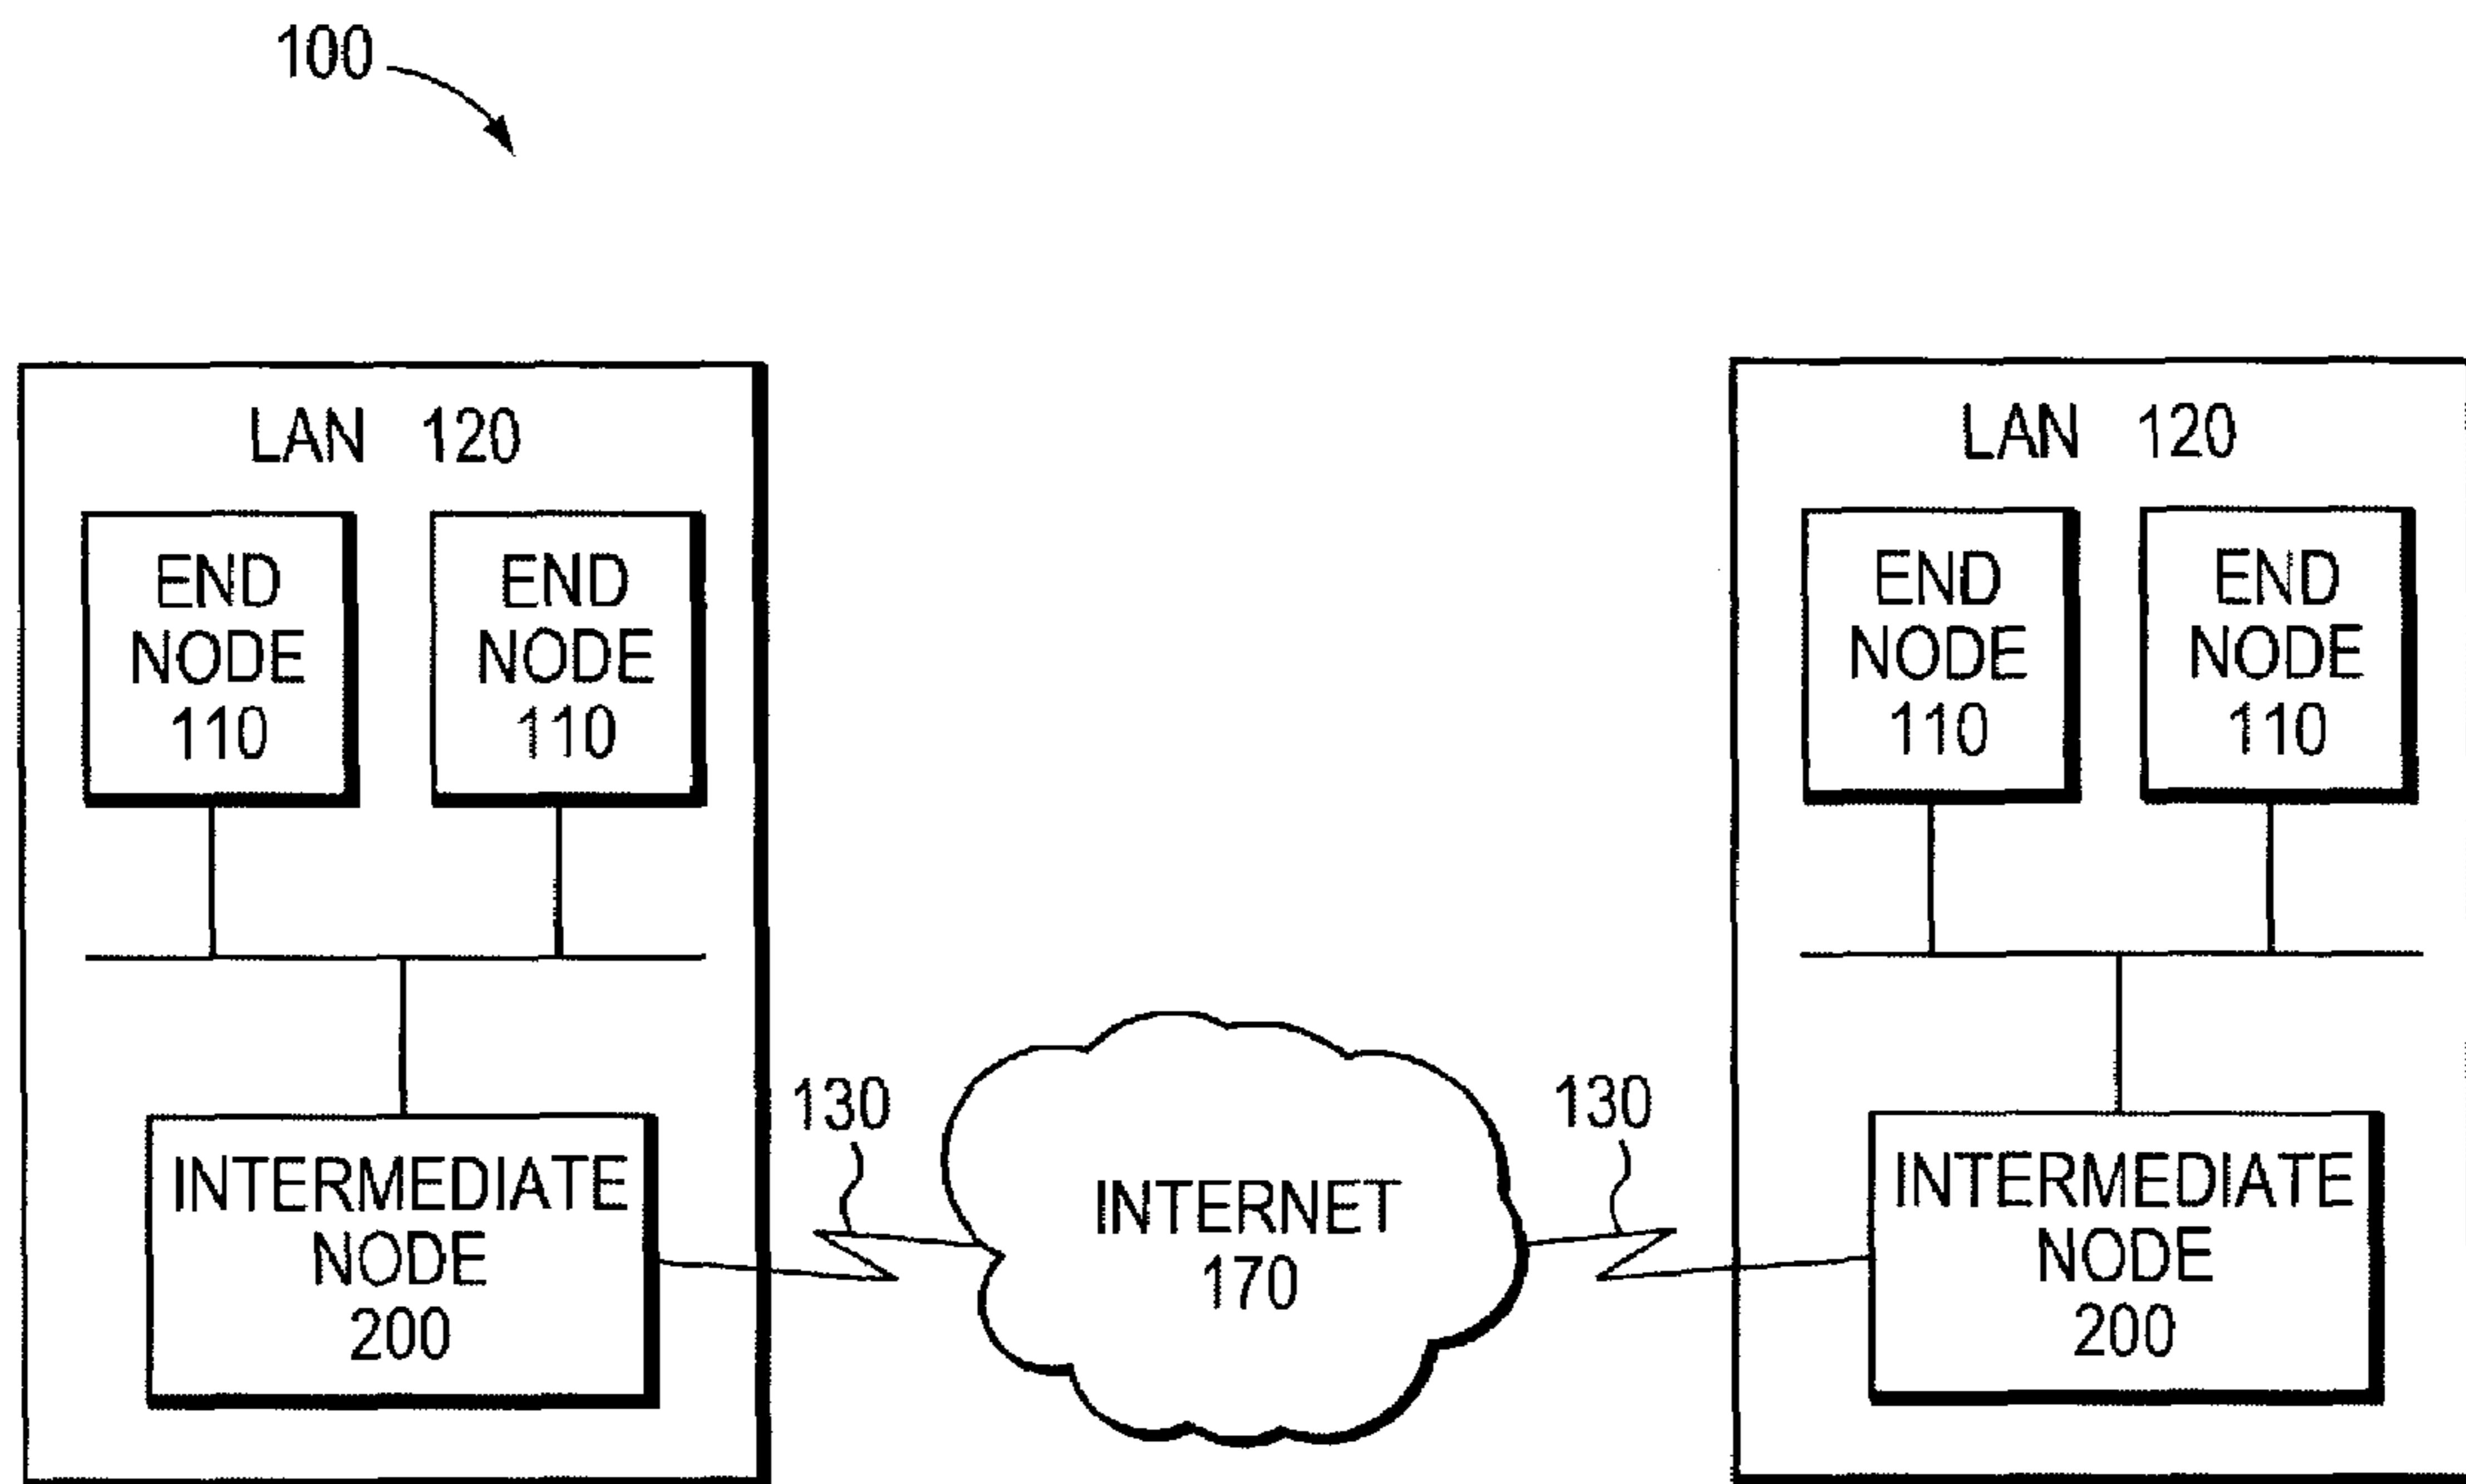 100
LAN 120
END
NODE
110
END
NODE
110
130
INTERMEDIATE
NODE
200
INTERNET
170
130
LAN 120
END
NODE
110
END
NODE
110
INTERMEDIATE
NODE
200